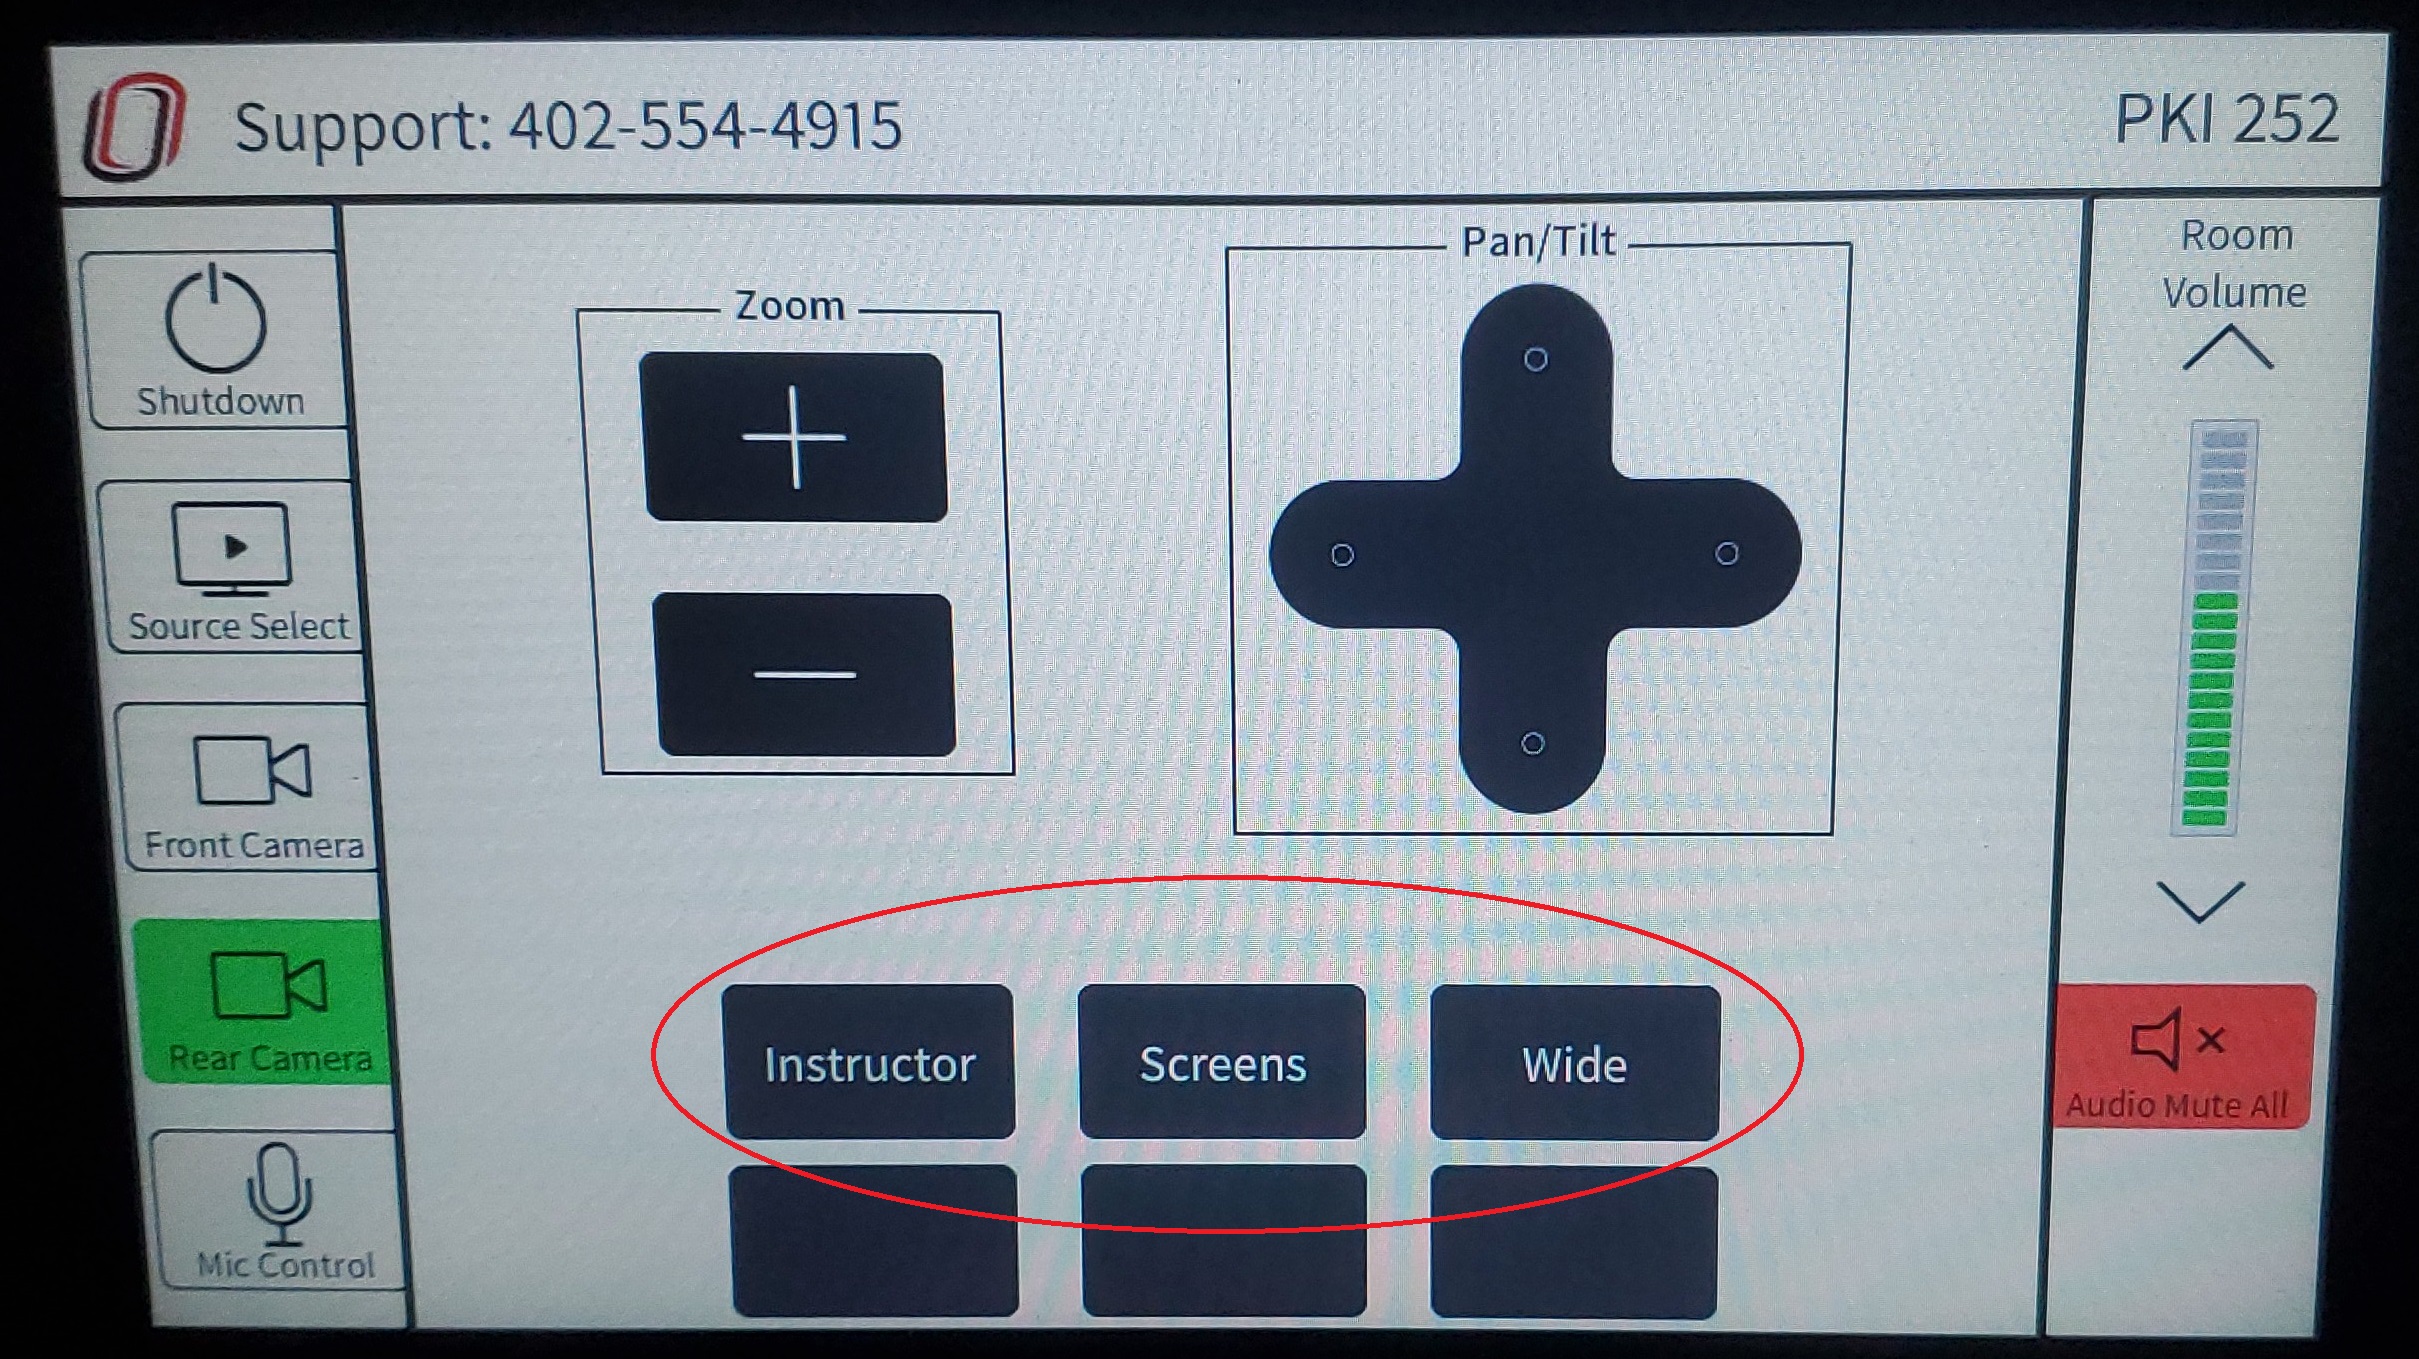 Support: 402-554-4915
PKI 252
Shutdown
Source Select
Front Camera
Rear Camera
Mic Control
Zoom
Pan/Tilt
Instructor
Screens
Wide
Room
Volume
Audio Mute All